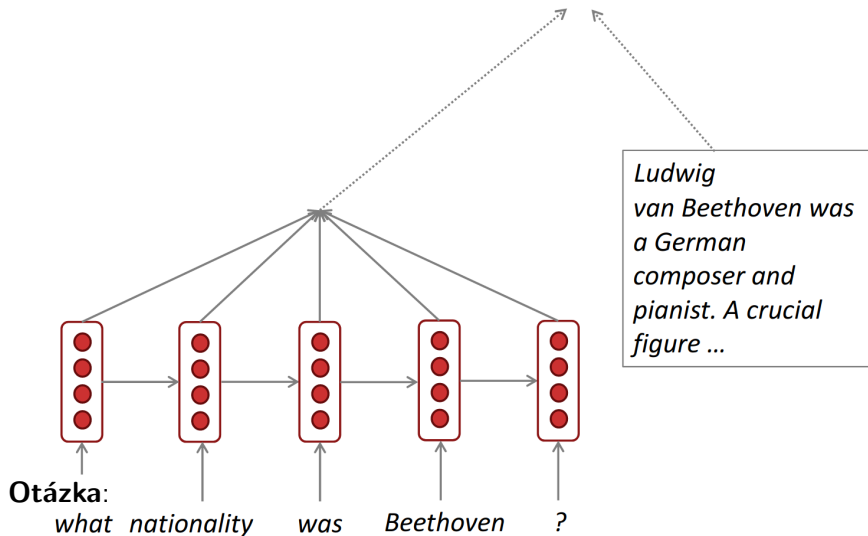 Ludwig
van Beethoven was
a German
composer and
pianist. A crucial
figure ...
Otázka:
what nationality was Beethoven ?